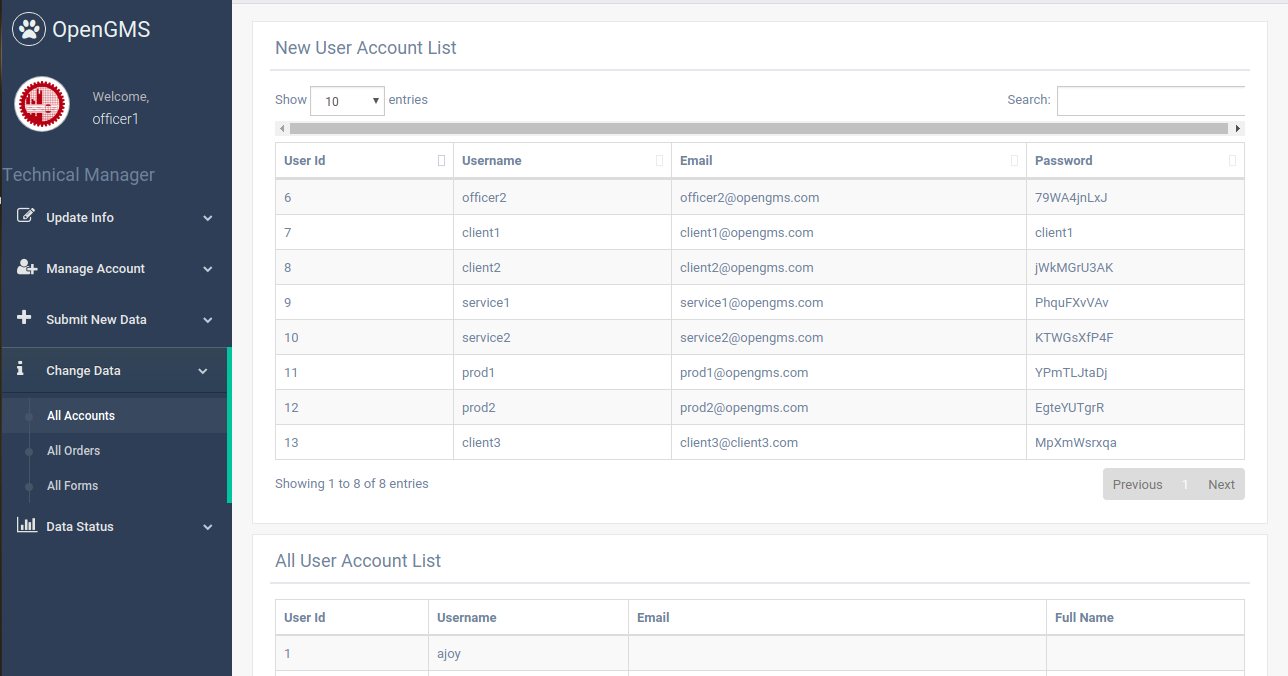 OpenGMS
Welcome,
officer1
Technical Manager
Update Info
Manage Account
Submit New Data
Change Data
All Accounts
All Orders
All Forms
Data Status
New User Account List
Show 10 entries Search:
User Id Username Email Password
6 officer2 officer2@opengms.com 79WA4jnLxJ
7 client1 client1@opengms.com client1
8 client2 client2@opengms.com jWkMGrU3AK
9 service1 service1@opengms.com PhquFXvVAv
10 service2 service2@opengms.com KTWGsXfP4F
11 prod1 prod1@opengms.com YPmTLJtaDj
12 prod2 prod2@opengms.com EgteYUTgrR
13 client3 client3@client3.com MpXmWsrxqa
Showing 1 to 8 of 8 entries Previous 1 Next
All User Account List
User Id Username Email Full Name
1 ajoy